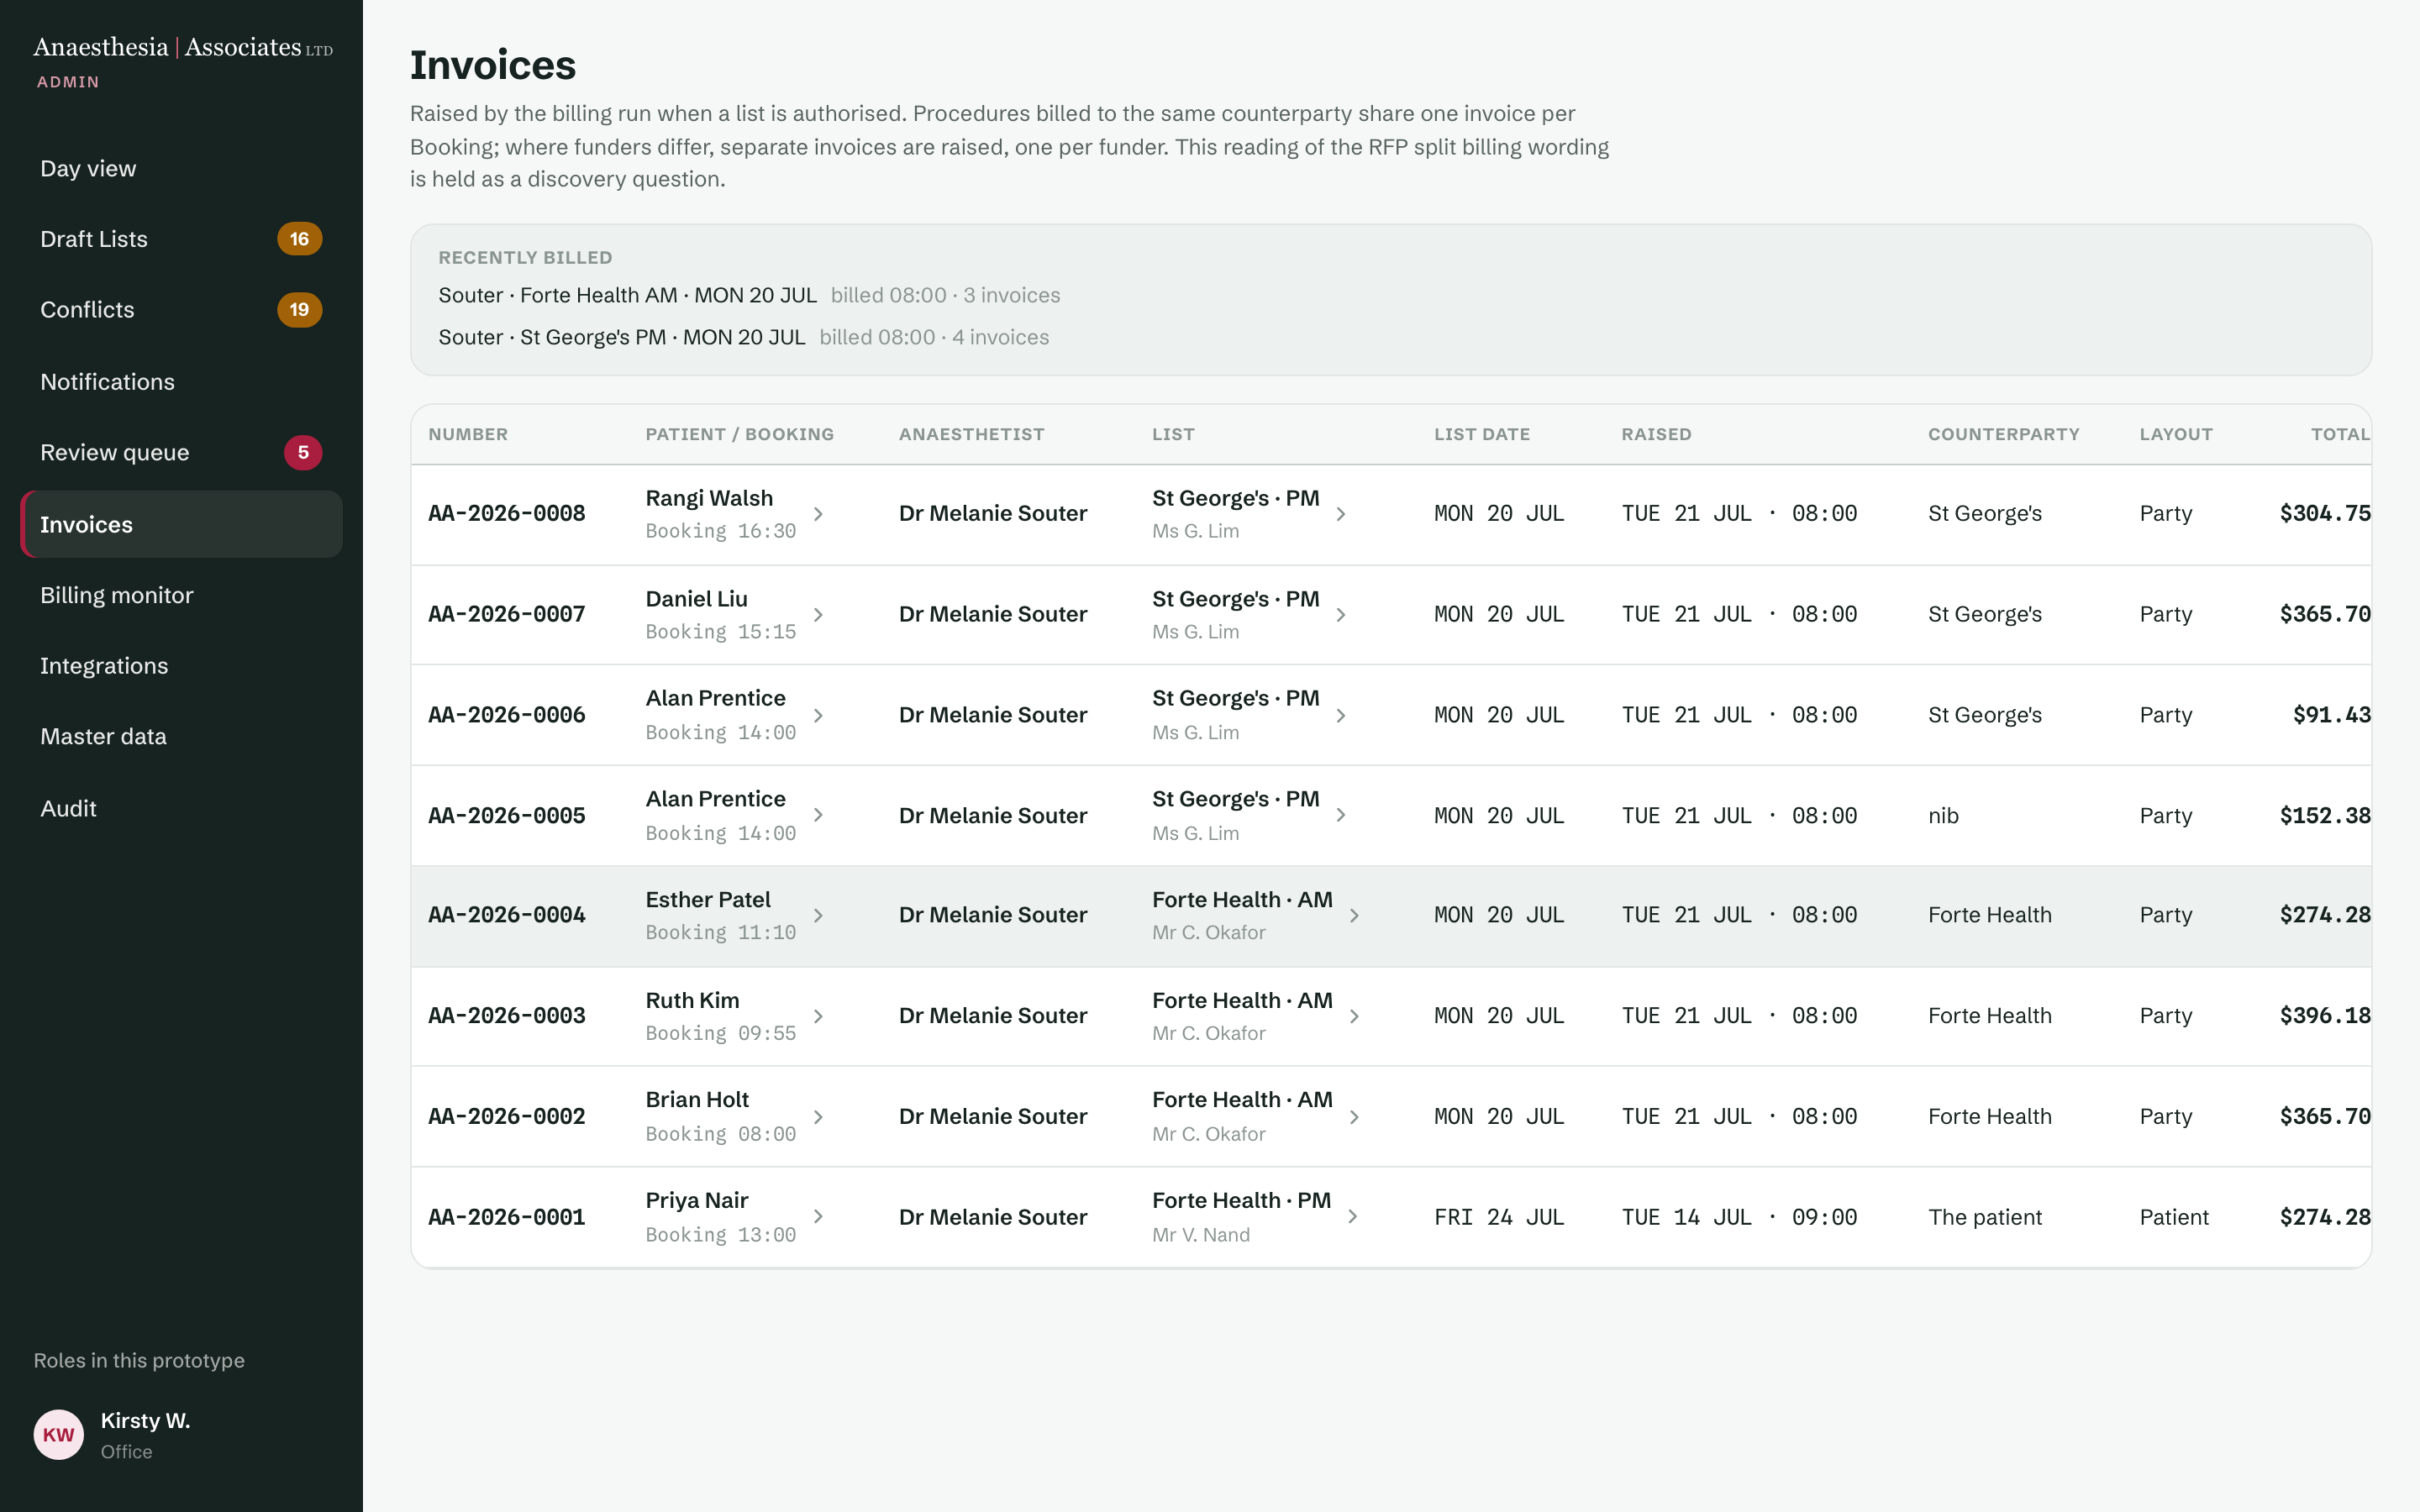 Anaesthesia | Associates LTD
ADMIN
Day view
Draft Lists 16
Conflicts 19
Notifications
Review queue 5
Invoices
Billing monitor
Integrations
Master data
Audit
Roles in this prototype
KW
Kirsty W.
Office
Invoices
Raised by the billing run when a list is authorised. Procedures billed to the same counterparty share one invoice per
Booking; where funders differ, separate invoices are raised, one per funder. This reading of the RFP split billing wording
is held as a discovery question.
RECENTLY BILLED
Souter · Forte Health AM · MON 20 JUL billed 08:00 · 3 invoices
Souter · St George's PM · MON 20 JUL billed 08:00 · 4 invoices
NUMBER PATIENT / BOOKING ANAESTHETIST LIST LIST DATE RAISED COUNTERPARTY LAYOUT TOTAL
AA-2026-0008 Rangi Walsh Dr Melanie Souter St George's · PM MON 20 JUL TUE 21 JUL · 08:00 St George's Party $304.75
Booking 16:30 Ms G. Lim
AA-2026-0007 Daniel Liu Dr Melanie Souter St George's · PM MON 20 JUL TUE 21 JUL · 08:00 St George's Party $365.70
Booking 15:15 Ms G. Lim
AA-2026-0006 Alan Prentice Dr Melanie Souter St George's · PM MON 20 JUL TUE 21 JUL · 08:00 St George's Party $91.43
Booking 14:00 Ms G. Lim
AA-2026-0005 Alan Prentice Dr Melanie Souter St George's · PM MON 20 JUL TUE 21 JUL · 08:00 nib Party $152.38
Booking 14:00 Ms G. Lim
AA-2026-0004 Esther Patel Dr Melanie Souter Forte Health · AM MON 20 JUL TUE 21 JUL · 08:00 Forte Health Party $274.28
Booking 11:10 Mr C. Okafor
AA-2026-0003 Ruth Kim Dr Melanie Souter Forte Health · AM MON 20 JUL TUE 21 JUL · 08:00 Forte Health Party $396.18
Booking 09:55 Mr C. Okafor
AA-2026-0002 Brian Holt Dr Melanie Souter Forte Health · AM MON 20 JUL TUE 21 JUL · 08:00 Forte Health Party $365.70
Booking 08:00 Mr C. Okafor
AA-2026-0001 Priya Nair Dr Melanie Souter Forte Health · PM FRI 24 JUL TUE 14 JUL · 09:00 The patient Patient $274.28
Booking 13:00 Mr V. Nand